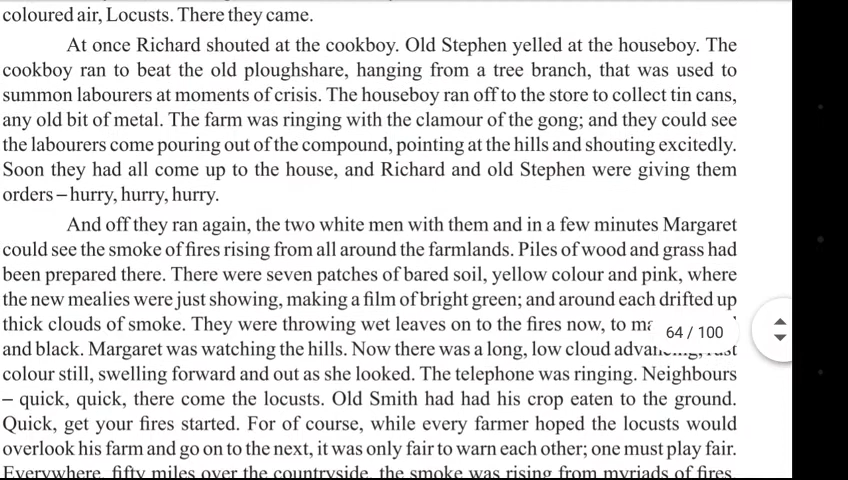 coloured air, Locusts. There they came.
At once Richard shouted at the cookboy. Old Stephen yelled at the houseboy. The
cookboy ran to beat the old ploughshare, hanging from a tree branch, that was used to
summon labourers at moments of crisis. The houseboy ran off to the store to collect tin cans,
any old bit of metal. The farm was ringing with the clamour of the gong; and they could see
the labourers come pouring out of the compound, pointing at the hills and shouting excitedly.
Soon they had all come up to the house, and Richard and old Stephen were giving them
orders – hurry, hurry, hurry.
And off they ran again, the two white men with them and in a few minutes Margaret
could see the smoke of fires rising from all around the farmlands. Piles of wood and grass had
been prepared there. There were seven patches of bared soil, yellow colour and pink, where
the new mealies were just showing, making a film of bright green; and around each drifted up
thick clouds of smoke. They were throwing wet leaves on to the fires now, to
64 / 100
and black. Margaret was watching the hills. Now there was a long, low cloud
colour still, swelling forward and out as she looked. The telephone was ringing. Neighbours
– quick, quick, there come the locusts. Old Smith had had his crop eaten to the ground.
Quick, get your fires started. For of course, while every farmer hoped the locusts would
overlook his farm and go on to the next, it was only fair to warn each other; one must play fair.
Everywhere, fifty miles over the countryside, the smoke was rising from myriads of fires.